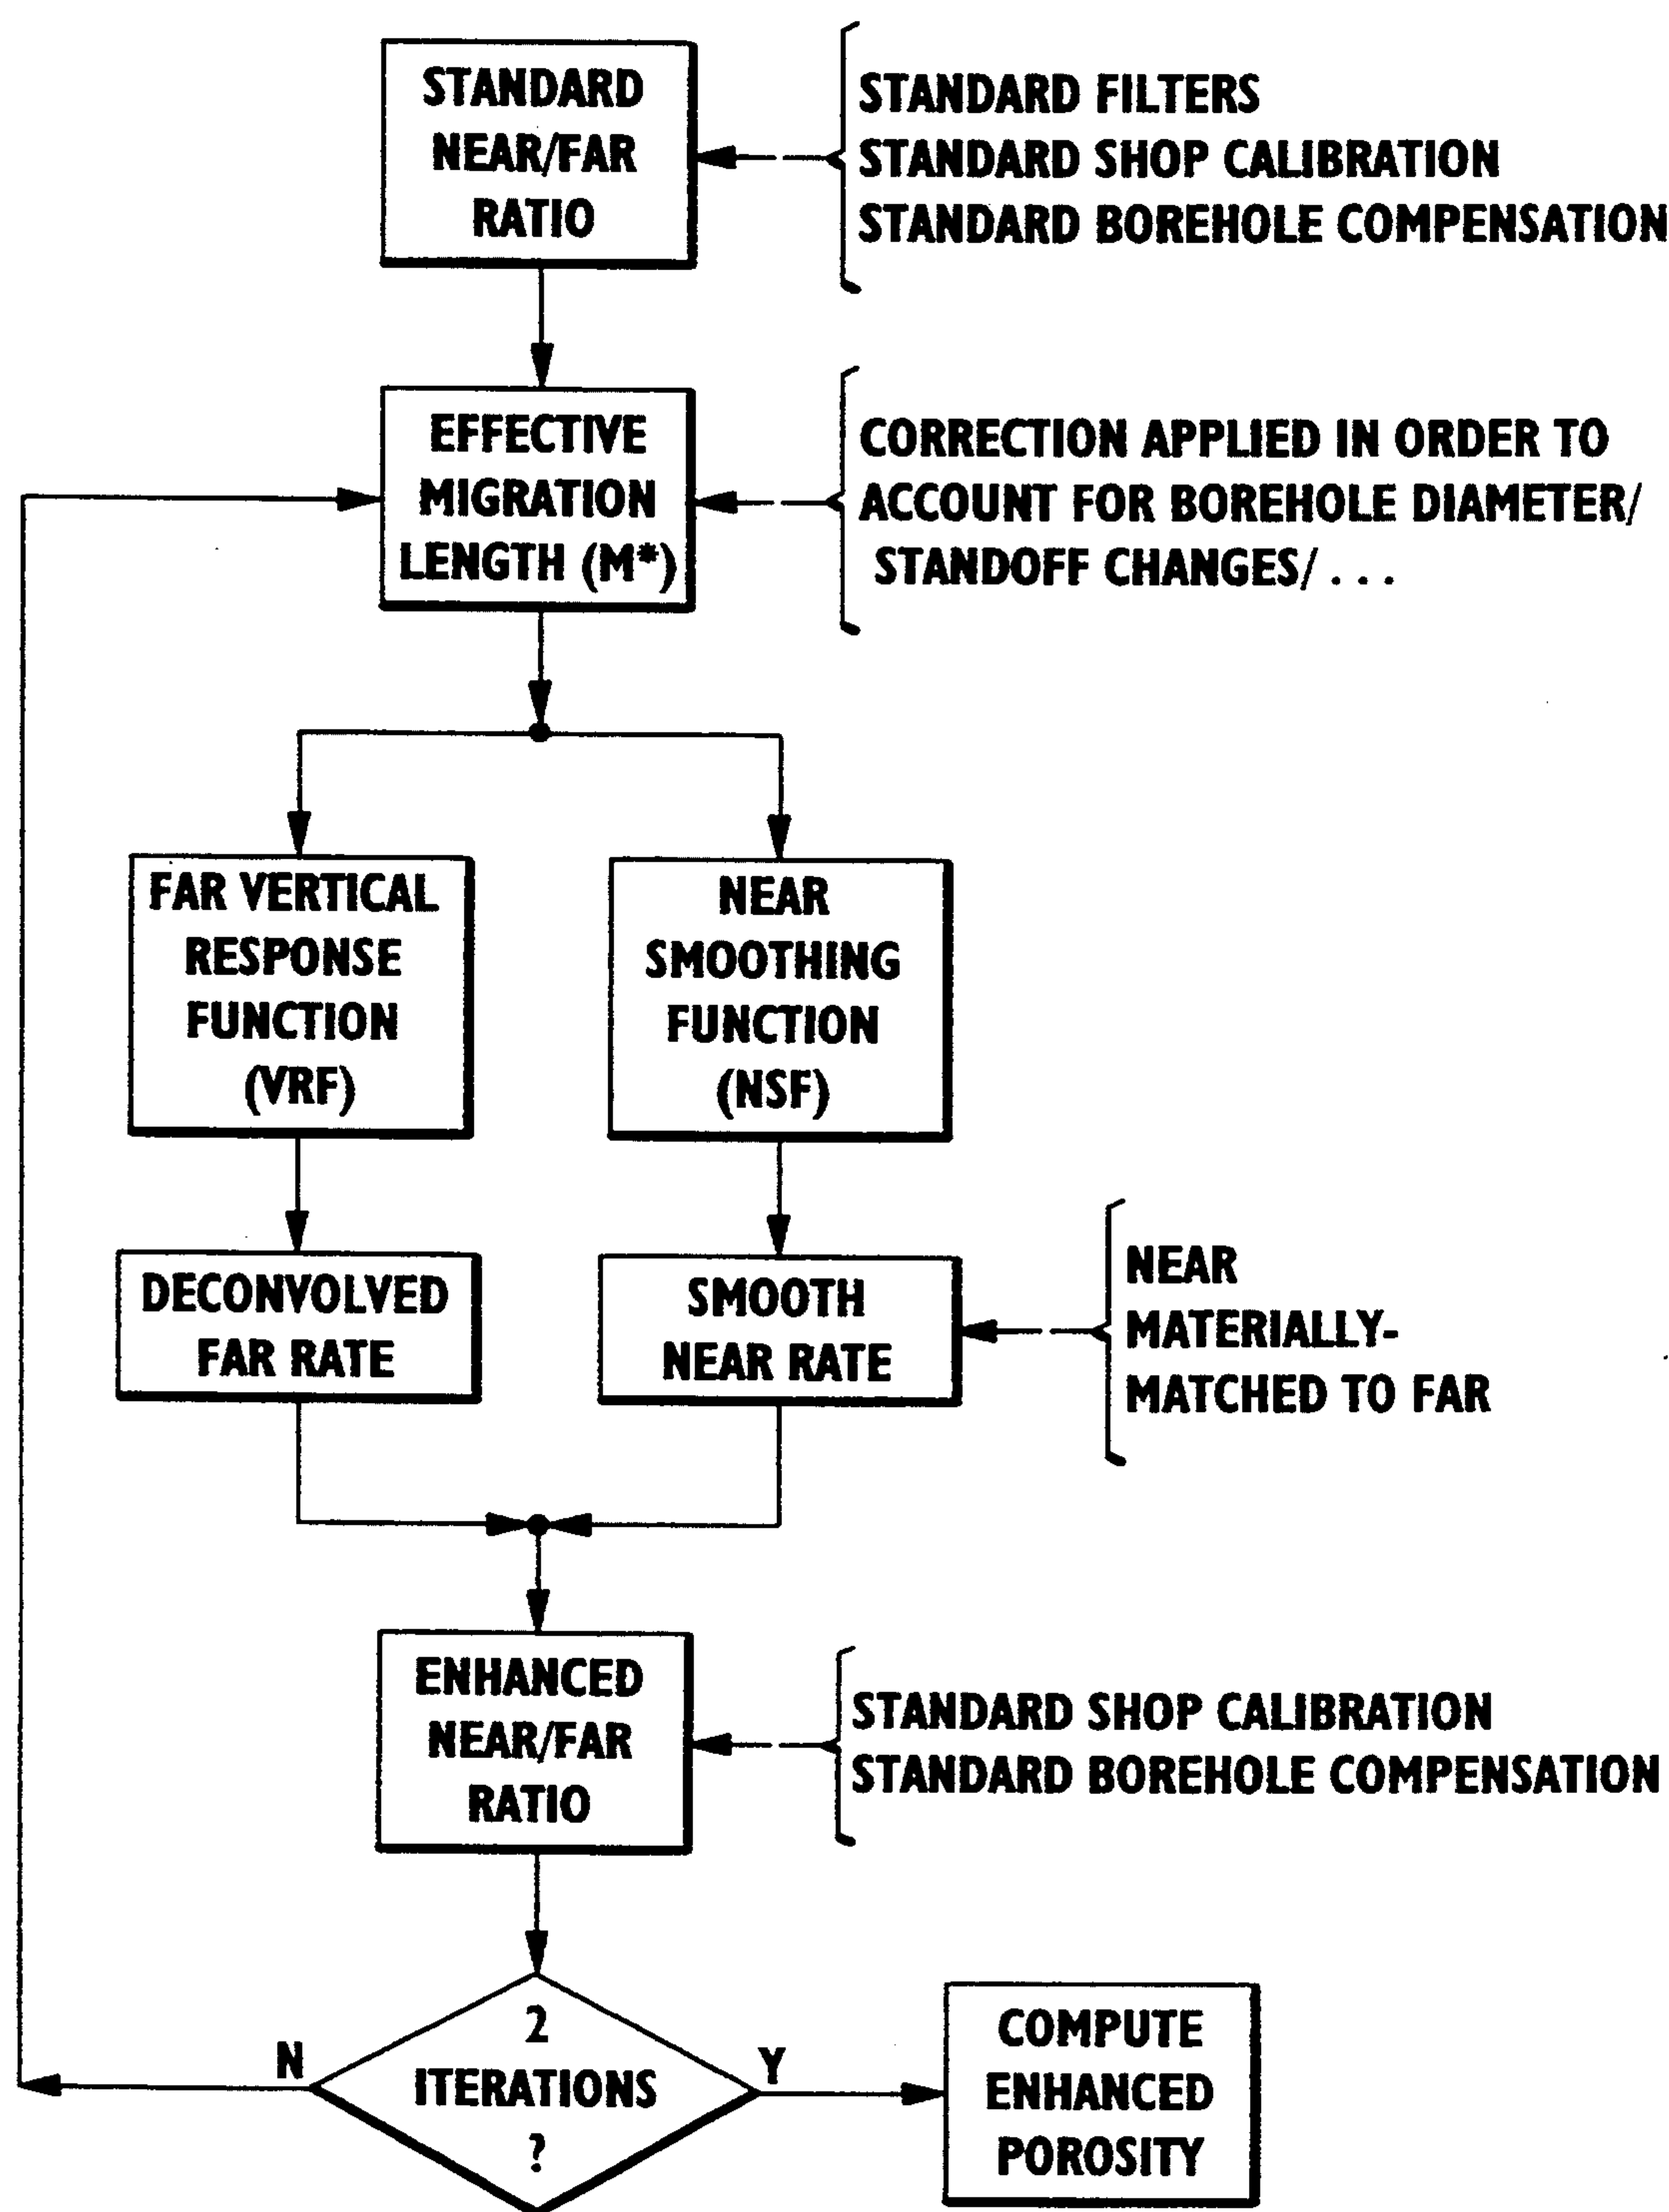 STANDARD
NEAR/FAR
RATIO
STANDARD FILTERS
STANDARD SHOP CALIBRATION
STANDARD BOREHOLE COMPENSATION
EFFECTIVE
MIGRATION
LENGTH (M*)
CORRECTION APPLIED IN ORDER TO
ACCOUNT FOR BOREHOLE DIAMETER/
STANDOFF CHANGES/ . . .
FAR VERTICAL
RESPONSE
FUNCTION
(VRF)
NEAR
SMOOTHING
FUNCTION
(NSF)
DECONVOLVED
FAR RATE
SMOOTH
NEAR RATE
NEAR
MATERIALLY-
MATCHED TO FAR
ENHANCED
NEAR/FAR
RATIO
STANDARD SHOP CALIBRATION
STANDARD BOREHOLE COMPENSATION
N
2
ITERATIONS
?
Y
COMPUTE
ENHANCED
POROSITY